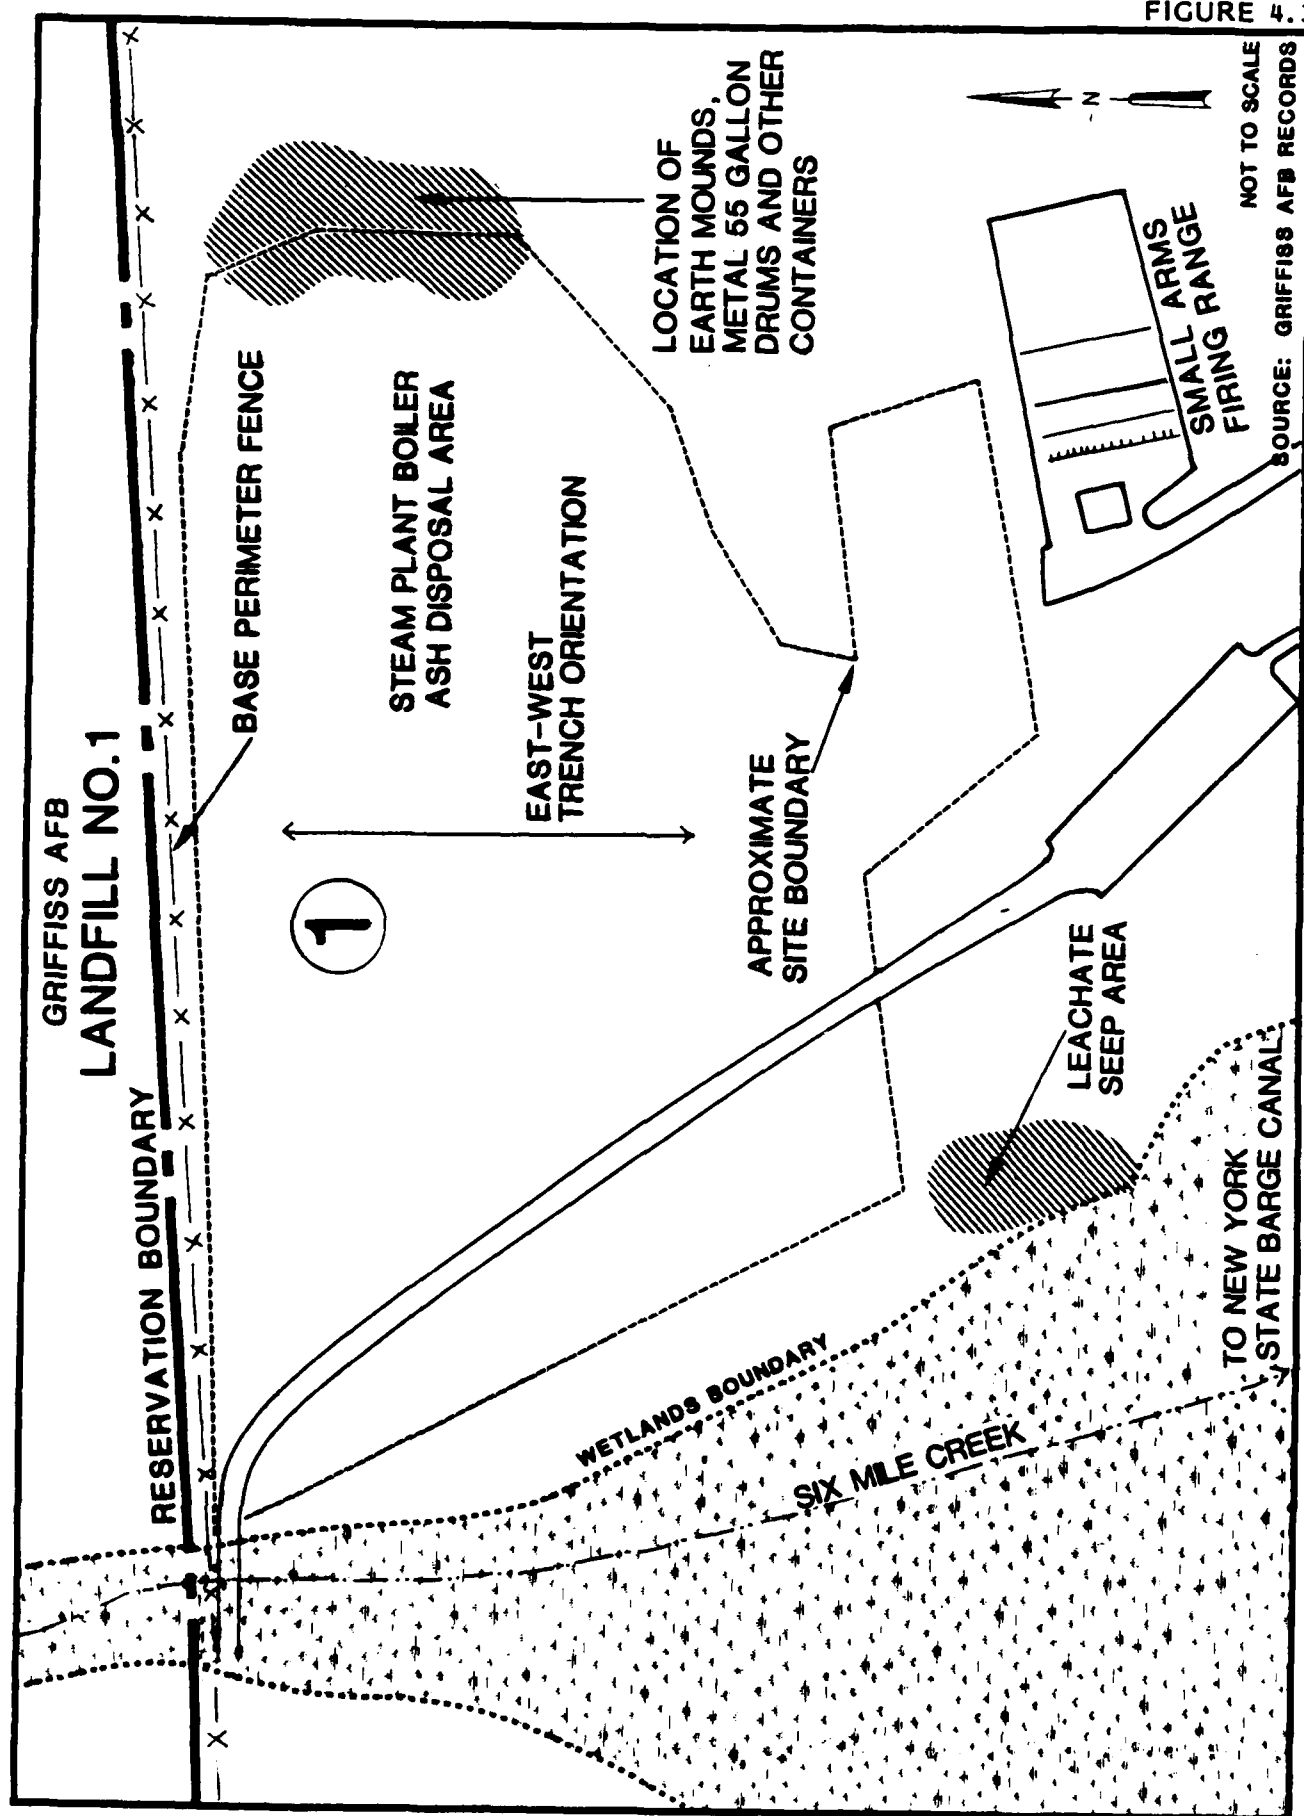 FIGURE 4.
GRIFFISS AFB
LANDFILL NO.1
RESERVATION BOUNDARY
BASE PERIMETER FENCE
1
STEAM PLANT BOILER
ASH DISPOSAL AREA
EAST-WEST
TRENCH ORIENTATION
LOCATION OF
EARTH MOUNDS,
METAL 55 GALLON
DRUMS AND OTHER
CONTAINERS
APPROXIMATE
SITE BOUNDARY
WETLANDS BOUNDARY
SIX MILE CREEK
LEACHATE
SEEP AREA
TO NEW YORK
STATE BARGE CANAL
SMALL ARMS
FIRING RANGE
N
NOT TO SCALE
SOURCE: GRIFFISS AFB RECORDS